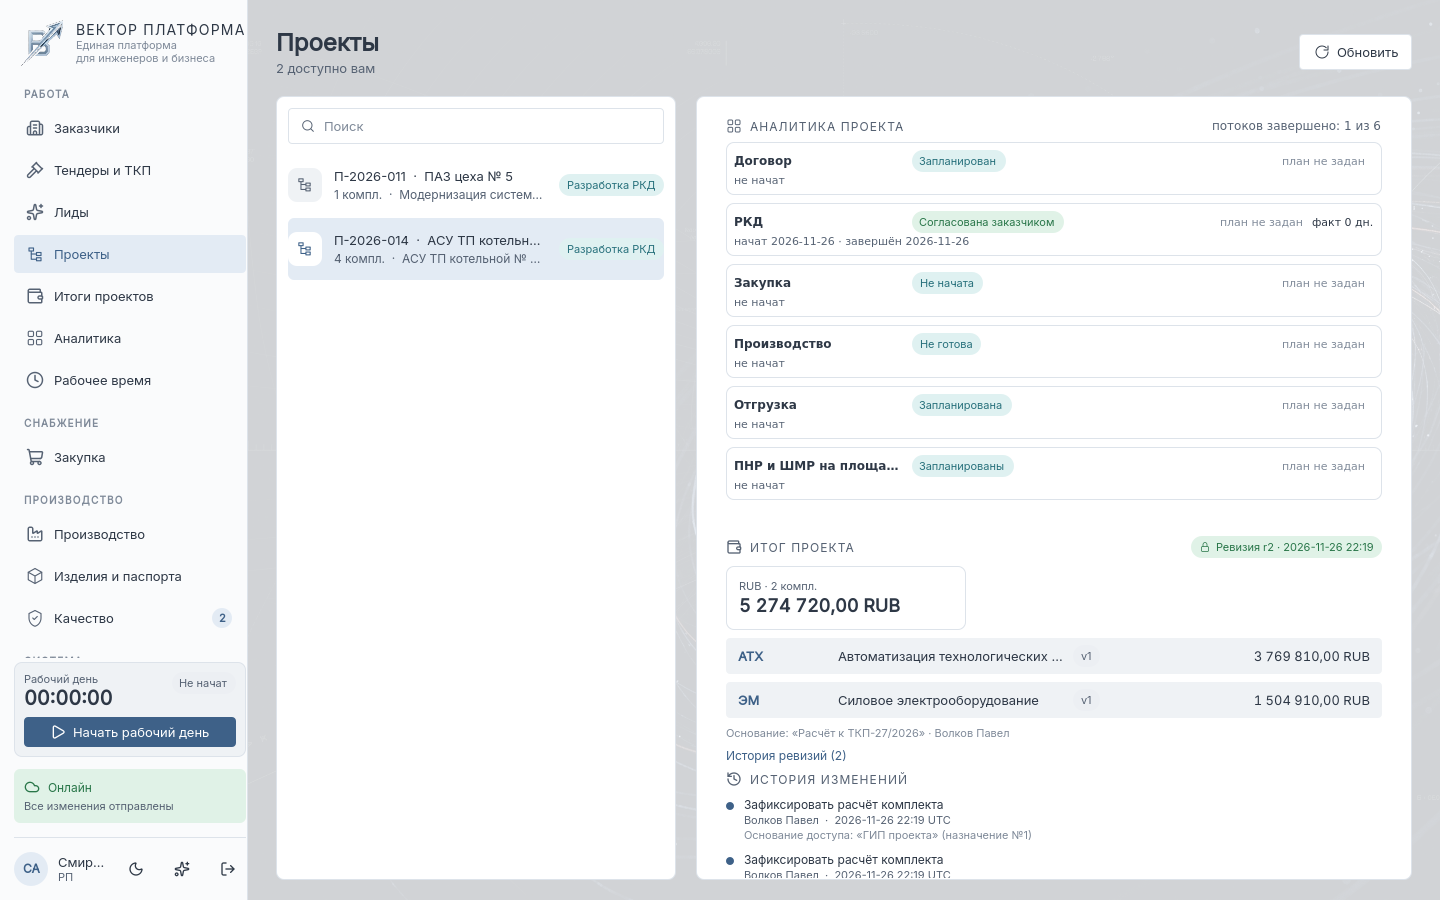 ВЕКТОР ПЛАТФОРМА
Единая платформа
для инженеров и бизнеса
РАБОТА
Заказчики
Тендеры и ТКП
Лиды
Проекты
Итоги проектов
Аналитика
Рабочее время
СНАБЖЕНИЕ
Закупка
ПРОИЗВОДСТВО
Производство
Изделия и паспорта
Качество
2
Рабочий день
Не начат
00:00:00
Начать рабочий день
Онлайн
Все изменения отправлены
СА
Смир...
РП
Проекты
2 доступно вам
Обновить
Поиск
П-2026-011 · ПАЗ цеха № 5
1 компл. · Модернизация систем...
Разработка РКД
П-2026-014 · АСУ ТП котельн...
4 компл. · АСУ ТП котельной № ...
Разработка РКД
АНАЛИТИКА ПРОЕКТА
потоков завершено: 1 из 6
Договор
Запланирован
план не задан
не начат
РКД
Согласована заказчиком
план не задан факт 0 дн.
начат 2026-11-26 · завершён 2026-11-26
Закупка
Не начата
план не задан
не начат
Производство
Не готова
план не задан
не начат
Отгрузка
Запланирована
план не задан
не начат
ПНР и ШМР на площа...
Запланированы
план не задан
не начат
ИТОГ ПРОЕКТА
Ревизия r2 · 2026-11-26 22:19
RUB · 2 компл.
5 274 720,00 RUB
АТХ
Автоматизация технологических ...
v1
3 769 810,00 RUB
ЭМ
Силовое электрооборудование
v1
1 504 910,00 RUB
Основание: «Расчёт к ТКП-27/2026» · Волков Павел
История ревизий (2)
ИСТОРИЯ ИЗМЕНЕНИЙ
Зафиксировать расчёт комплекта
Волков Павел · 2026-11-26 22:19 UTC
Основание доступа: «ГИП проекта» (назначение №1)
Зафиксировать расчёт комплекта
Волков Павел · 2026-11-26 22:19 UTC